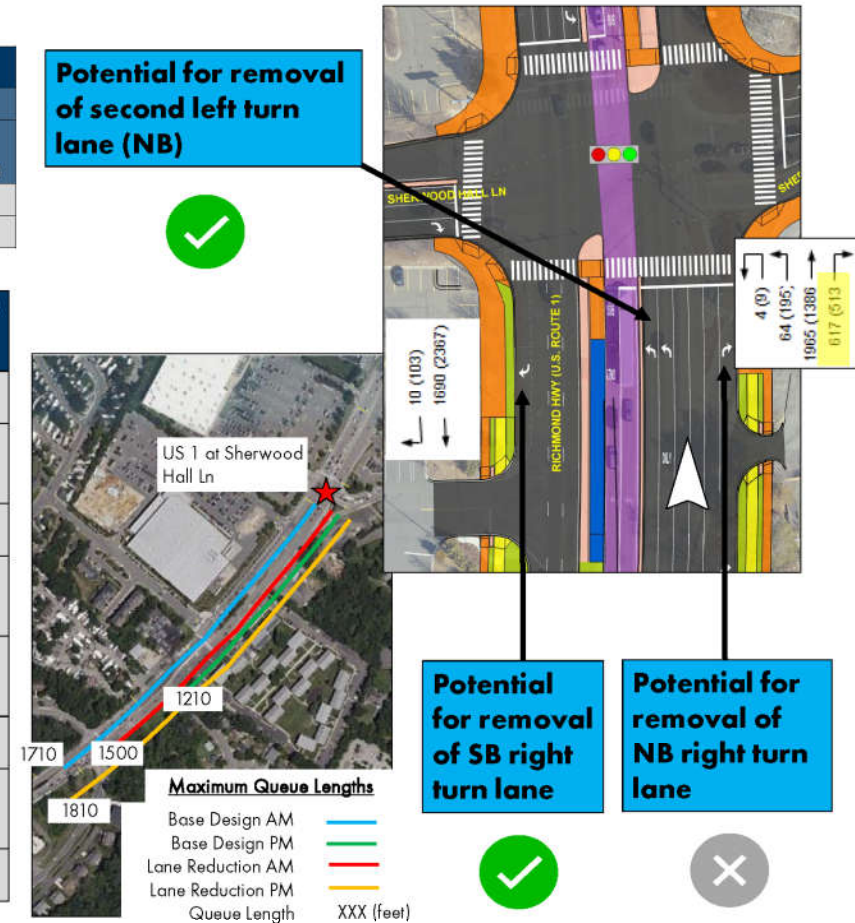 Potential for removal
of second left turn
lane (NB)
SHERWOOD HALL LN
SHE
RICHMOND HWY (U.S. ROUTE 1)
10 (103)
1690 (2367)
4 (9)
64 (195)
1965 (1386
617 (513
US 1 at Sherwood
Hall Ln
1210
1710
1500
1810
Maximum Queue Lengths
Base Design AM
Base Design PM
Lane Reduction AM
Lane Reduction PM
Queue Length XXX (feet)
Potential
for removal
of SB right
turn lane
Potential for
removal of
NB right turn
lane